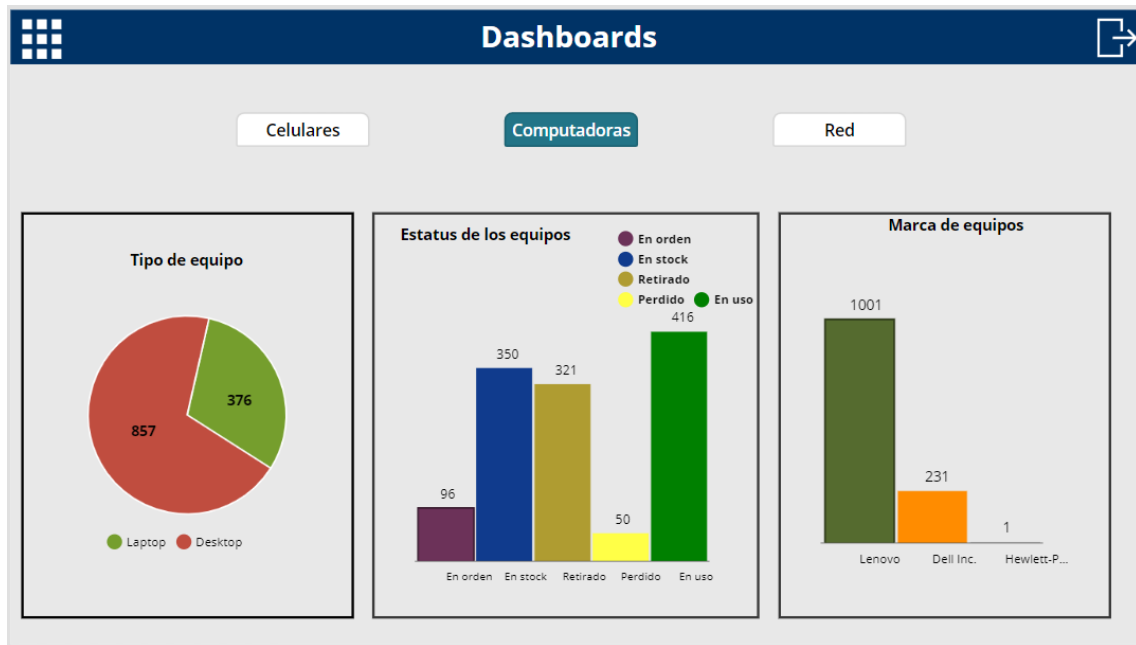 Dashboards
Celulares
Computadoras
Red
Tipo de equipo
376
857
Laptop
Desktop
Estatus de los equipos
En orden
En stock
Retirado
Perdido
En uso
96
350
321
50
416
En orden
En stock
Retirado
Perdido
En uso
Marca de equipos
1001
231
1
Lenovo
Dell Inc.
Hewlett-P...